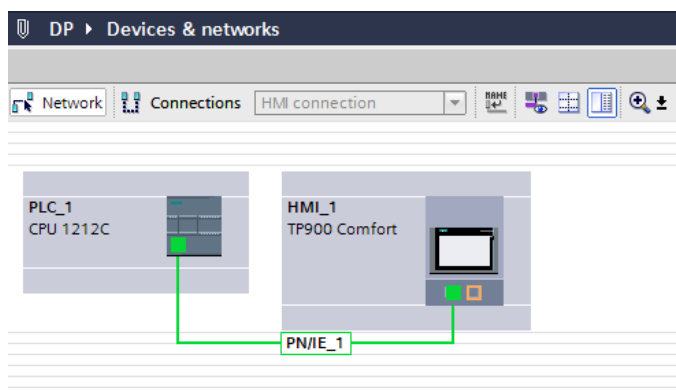 DP ▸ Devices & networks
Network Connections HMI connection
PLC_1
CPU 1212C
HMI_1
TP900 Comfort
PN/IE_1